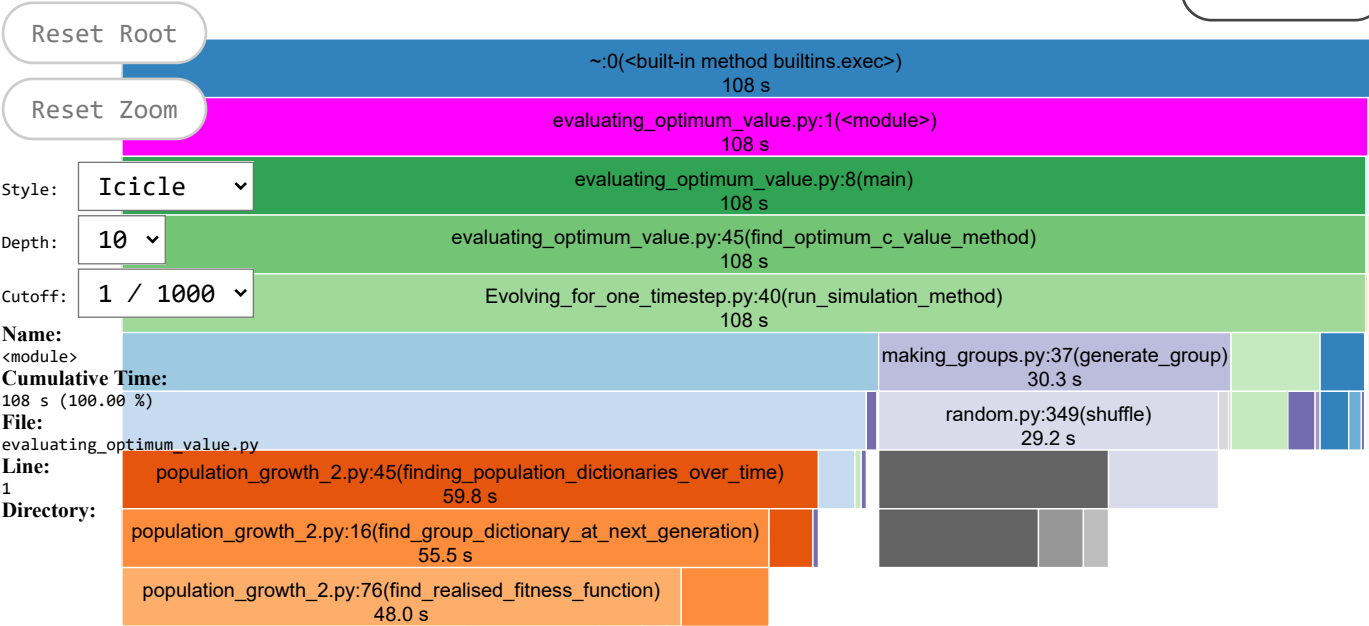 Reset Root
~:0(<built-in method builtins.exec>)
108 s
Reset Zoom
evaluating_optimum_value.py:1(<module>)
108 s
Style:
Icicle
evaluating_optimum_value.py:8(main)
108 s
Depth:
10
evaluating_optimum_value.py:45(find_optimum_c_value_method)
108 s
Cutoff:
1 / 1000
Evolving_for_one_timestep.py:40(run_simulation_method)
108 s
Name:
<module>
Cumulative Time:
108 s (100.00 %)
File:
evaluating_optimum_value.py
Line:
1
Directory:
making_groups.py:37(generate_group)
30.3 s
random.py:349(shuffle)
29.2 s
population_growth_2.py:45(finding_population_dictionaries_over_time)
59.8 s
population_growth_2.py:16(find_group_dictionary_at_next_generation)
55.5 s
population_growth_2.py:76(find_realised_fitness_function)
48.0 s